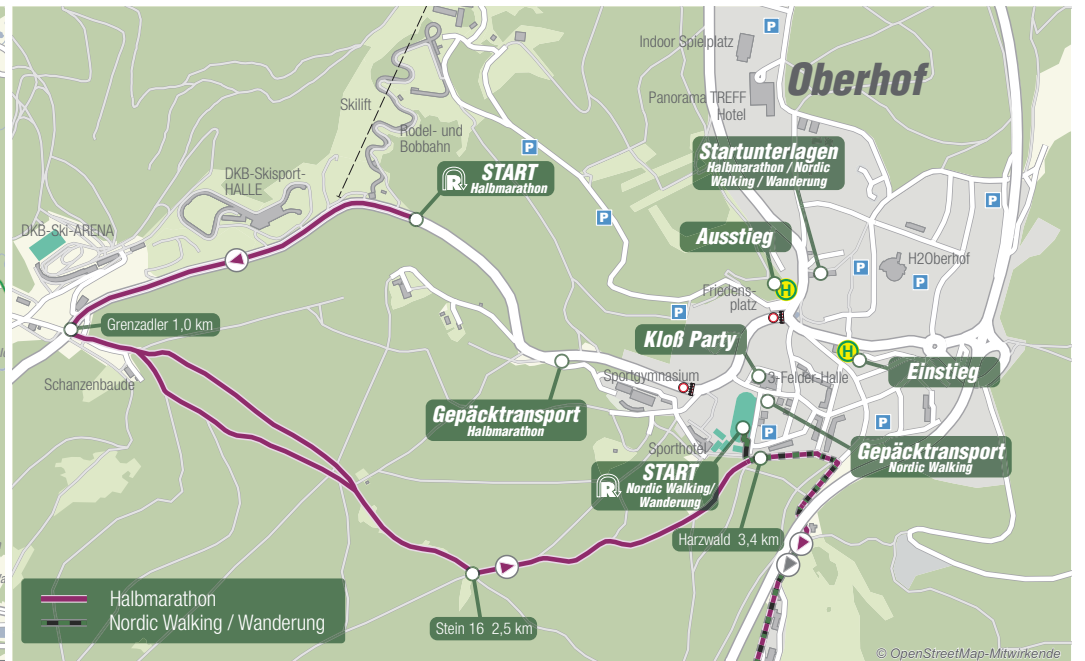 Indoor Spielplatz
Oberhof
Panorama TREFF
Hotel
Skilift
Rodel- und
Bobbahn
P
P
P
P
P
P
P
P
P
Startunterlagen
Halbmarathon / Nordic
Walking / Wanderung
R
START
Halbmarathon
DKB-Skisport-
HALLE
DKB-Ski-ARENA
Ausstieg
H
H2Oberhof
Friedens-
platz
Grenzadler 1,0 km
Kloß Party
H
Einstieg
Schanzenbaude
Sportgymnasium
3-Felder-Halle
Gepäcktransport
Halbmarathon
Sporthotel
Gepäcktransport
Nordic Walking
R
START
Nordic Walking/
Wanderung
Harzwald 3,4 km
Halbmarathon
Nordic Walking / Wanderung
Stein 16 2,5 km
© OpenStreetMap-Mitwirkende